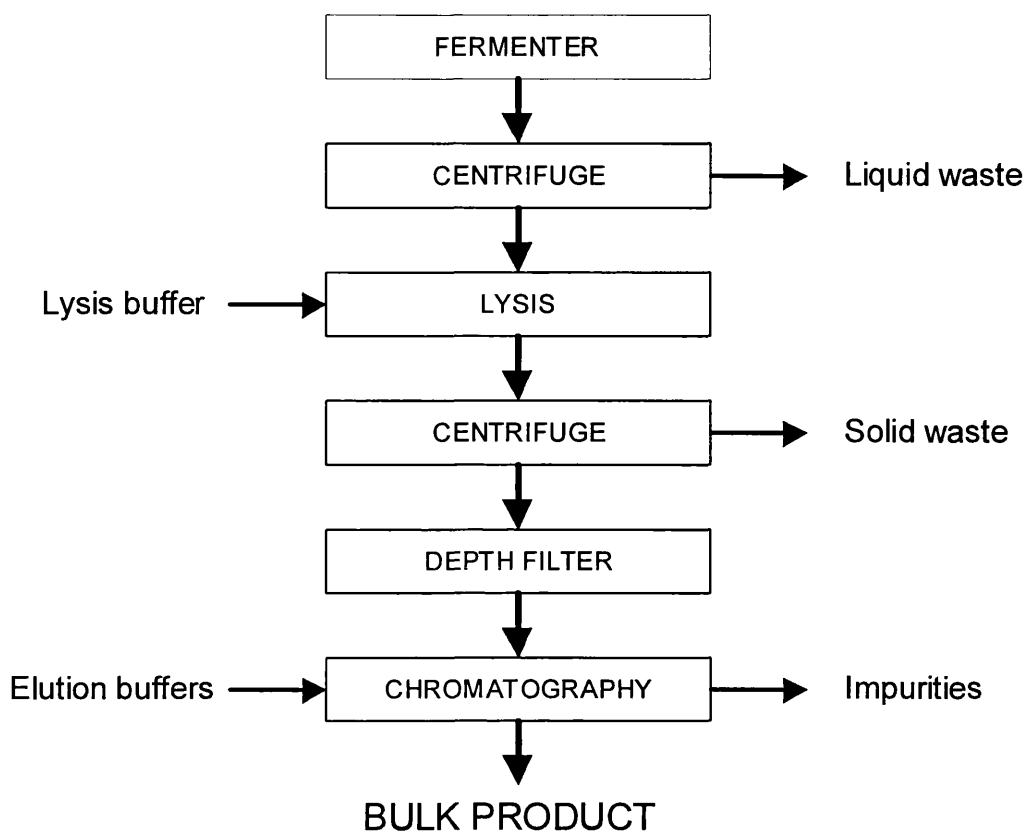 FERMENTER
CENTRIFUGE
Liquid waste
Lysis buffer
LYSIS
CENTRIFUGE
Solid waste
DEPTH FILTER
Elution buffers
CHROMATOGRAPHY
Impurities
BULK PRODUCT